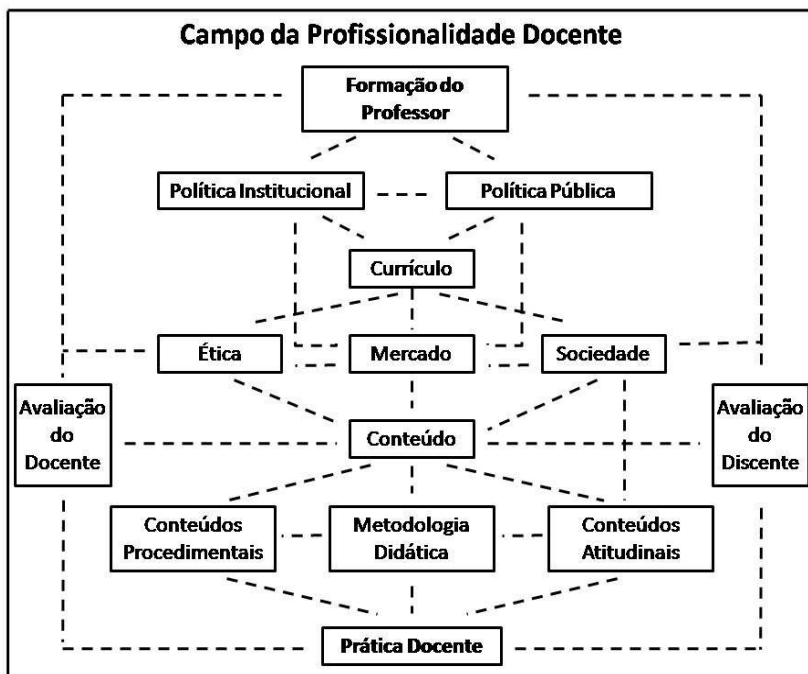 Campo da Profissionalidade Docente
Formação do
Professor
Política Institucional
Política Pública
Currículo
Ética
Mercado
Sociedade
Avaliação
do
Docente
Avaliação
do
Discente
Conteúdo
Conteúdos
Procedimentais
Metodologia
Didática
Conteúdos
Atitudinais
Prática Docente